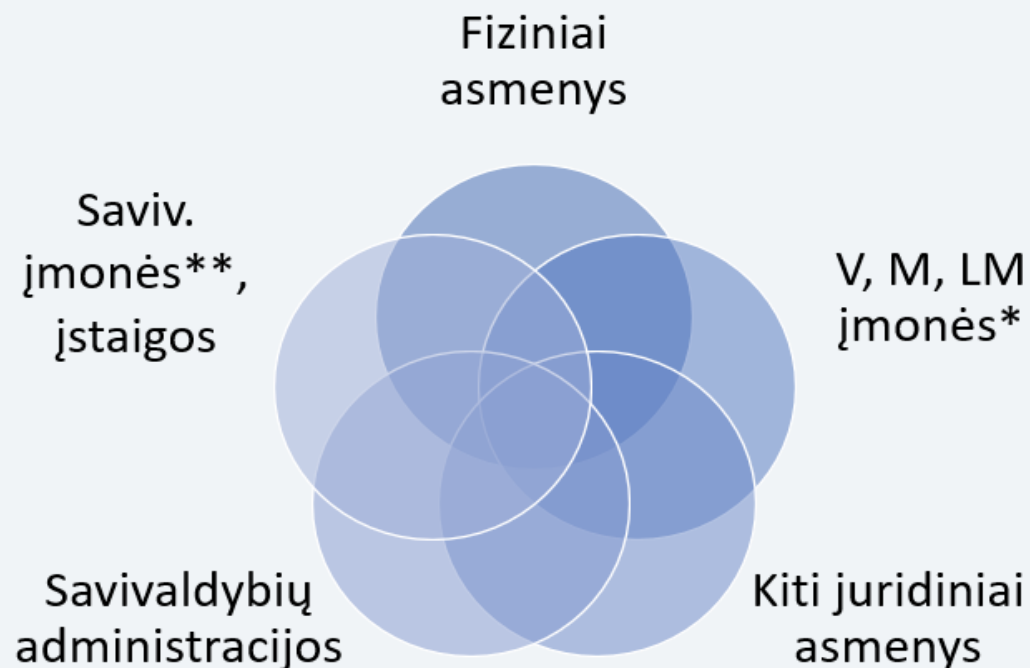 Fiziniai
asmenys
Saviv.
įmonės**,
įstaigos
V, M, LM
įmonės*
Savivaldybių
administracijos
Kiti juridiniai
asmenys